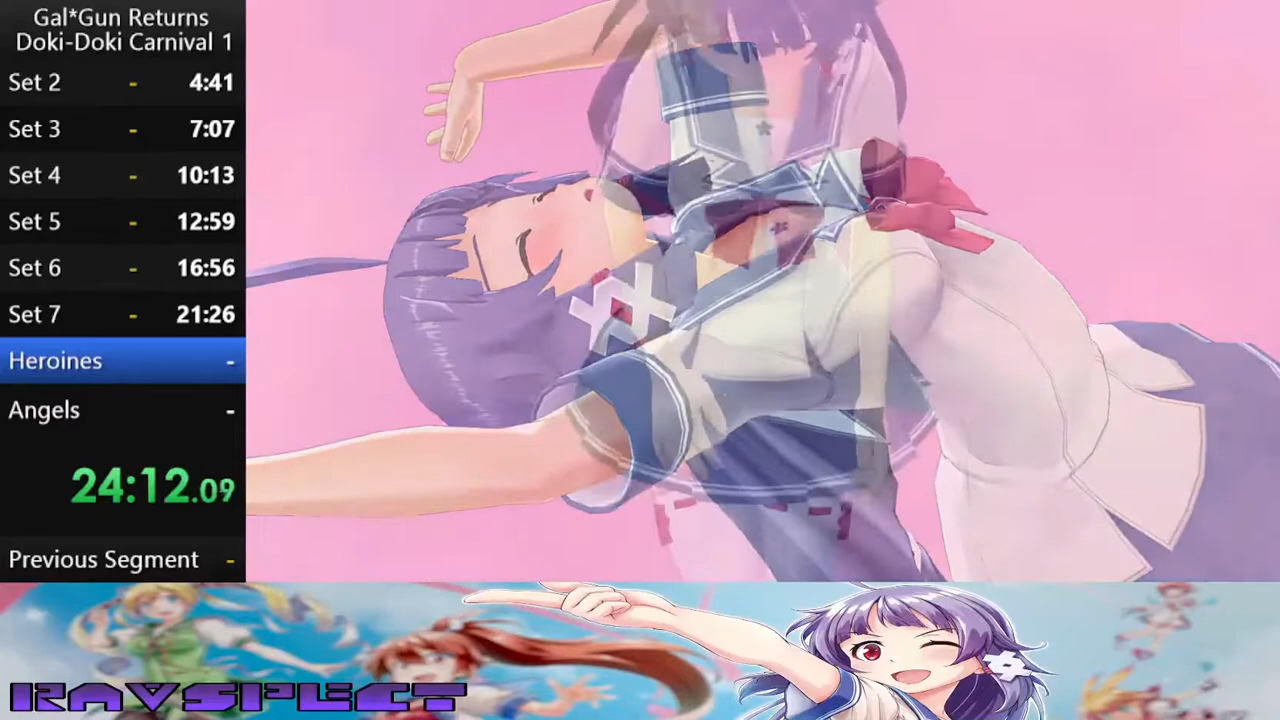 Gal*Gun Returns
Doki-Doki Carnival 1
Set 2 - 4:41
Set 3 - 7:07
Set 4 - 10:13
Set 5 - 12:59
Set 6 - 16:56
Set 7 - 21:26
Heroines -
Angels -
24:12.09
Previous Segment -
RAVSPLECT